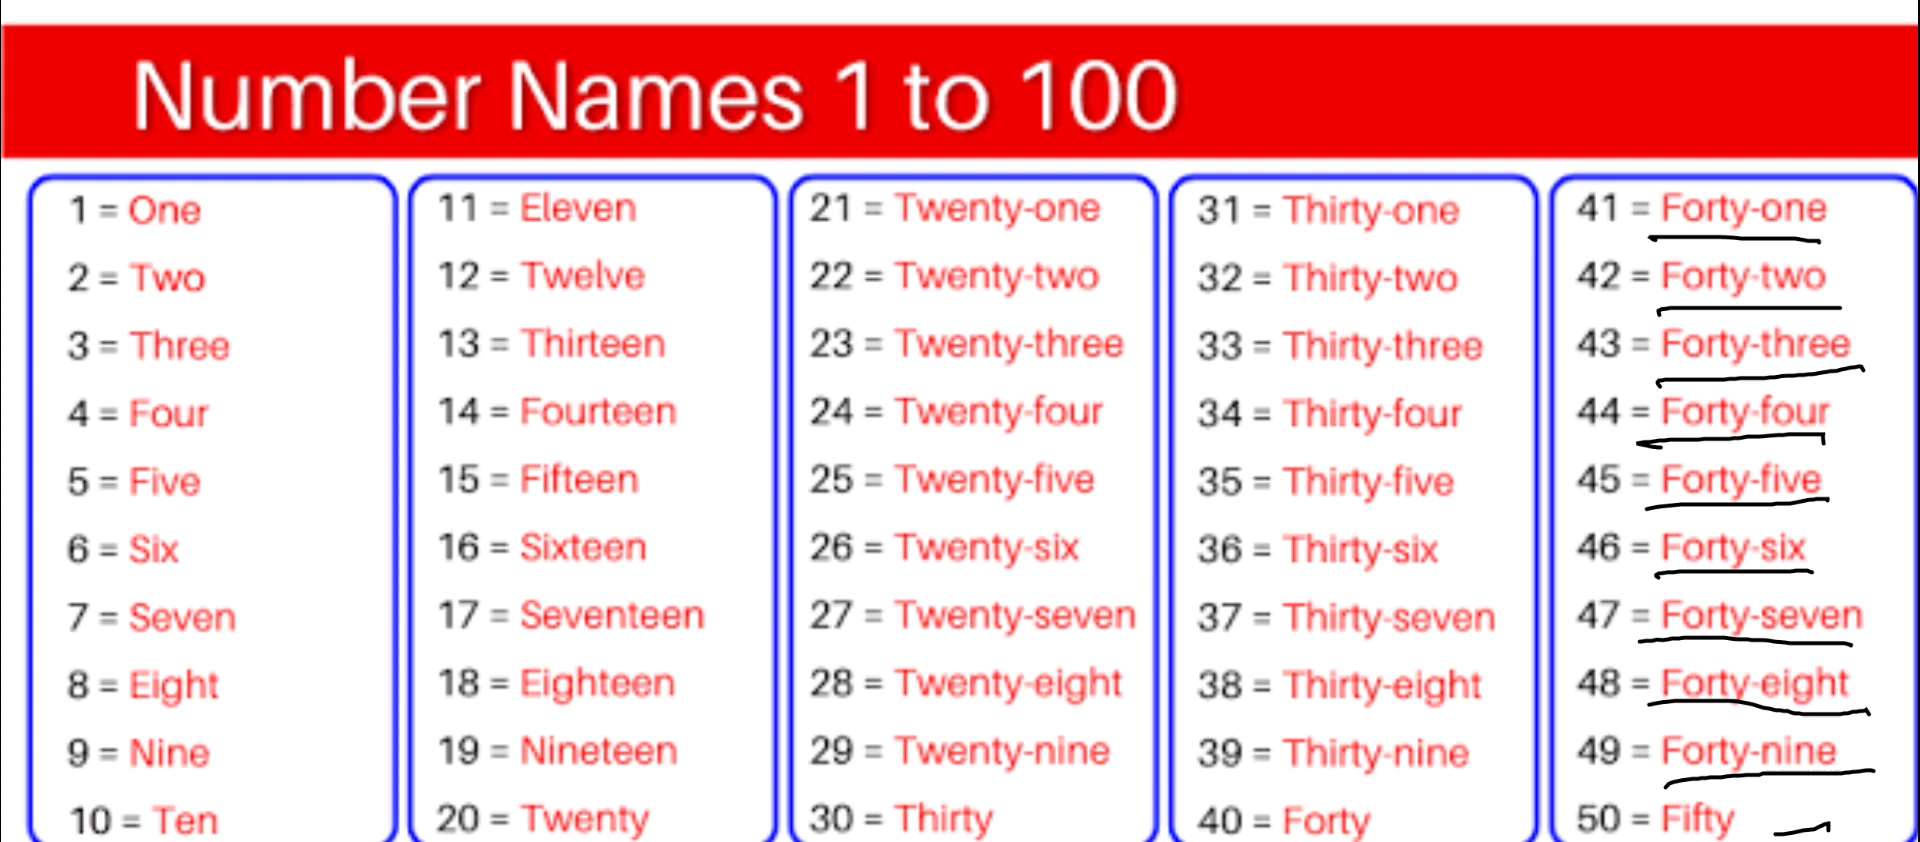 Number Names 1 to 100
1 = One
2 = Two
3 = Three
4 = Four
5 = Five
6 = Six
7 = Seven
8 = Eight
9 = Nine
10 = Ten
11 = Eleven
12 = Twelve
13 = Thirteen
14 = Fourteen
15 = Fifteen
16 = Sixteen
17 = Seventeen
18 = Eighteen
19 = Nineteen
20 = Twenty
21 = Twenty-one
22 = Twenty-two
23 = Twenty-three
24 = Twenty-four
25 = Twenty-five
26 = Twenty-six
27 = Twenty-seven
28 = Twenty-eight
29 = Twenty-nine
30 = Thirty
31 = Thirty-one
32 = Thirty-two
33 = Thirty-three
34 = Thirty-four
35 = Thirty-five
36 = Thirty-six
37 = Thirty-seven
38 = Thirty-eight
39 = Thirty-nine
40 = Forty
41 = Forty-one
42 = Forty-two
43 = Forty-three
44 = Forty-four
45 = Forty-five
46 = Forty-six
47 = Forty-seven
48 = Forty-eight
49 = Forty-nine
50 = Fifty